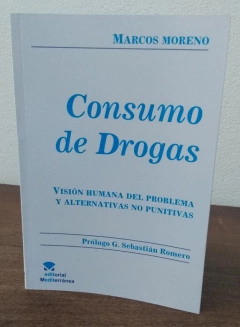 MARCOS MORENO
Consumo
de Drogas
VISIÓN HUMANA DEL PROBLEMA
Y ALTERNATIVAS NO PUNITIVAS
Prólogo G. Sebastián Romero
editorial
Mediterránea